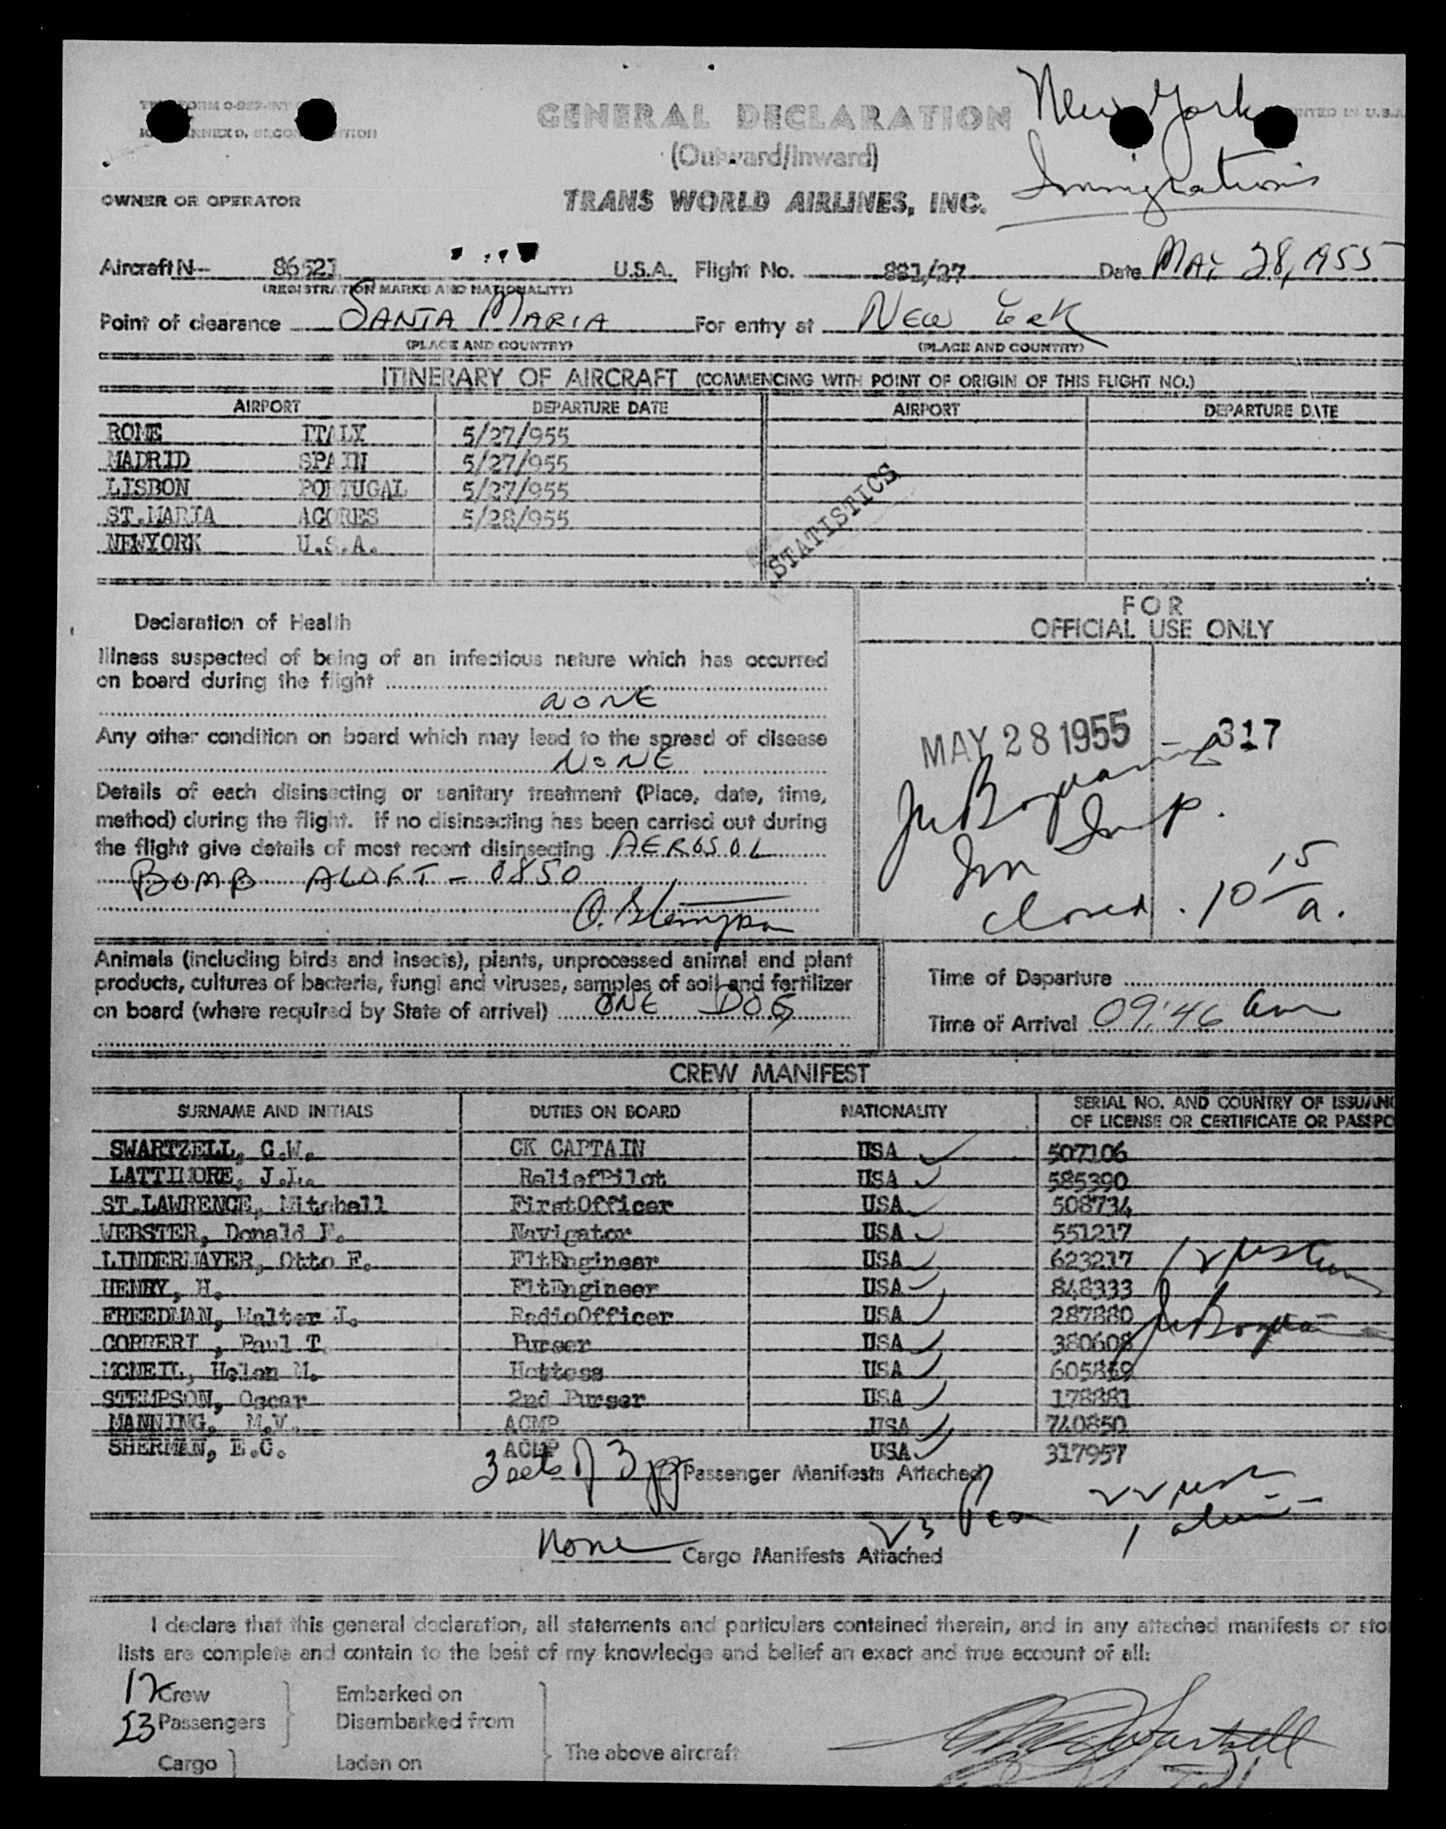 New York
GENERAL DECLARATION
(Outward/Inward)
Immigrations
OWNER OR OPERATOR TRANS WORLD AIRLINES, INC.
Aircraft N- 86521 U.S.A. Flight No. 881/27 Date May 28, 1955
(REGISTRATION MARKS AND NATIONALITY)
Point of clearance SANTA MARIA For entry at NEW YORK
(PLACE AND COUNTRY) (PLACE AND COUNTRY)
ITINERARY OF AIRCRAFT (COMMENCING WITH POINT OF ORIGIN OF THIS FLIGHT NO.)
AIRPORT DEPARTURE DATE AIRPORT DEPARTURE DATE
ROME ITALY 5/27/955
MADRID SPAIN 5/27/955
LISBON PORTUGAL 5/27/955
ST.MARIA ACORES 5/28/955
NEWYORK U.S.A.
STATISTICS
Declaration of Health
Illness suspected of being of an infectious nature which has occurred
on board during the flight
NONE
Any other condition on board which may lead to the spread of disease
NONE
Details of each disinsecting or sanitary treatment (Place, date, time,
method) during the flight. If no disinsecting has been carried out during
the flight give details of most recent disinsecting AEROSOL
BOMB ALOFT - 0850
O. Stempson
FOR
OFFICIAL USE ONLY
MAY 28 1955 - 317
Imm
closed. 10 15 a.
Animals (including birds and insects), plants, unprocessed animal and plant
products, cultures of bacteria, fungi and viruses, samples of soil and fertilizer
on board (where required by State of arrival) ONE DOG
Time of Departure
Time of Arrival 09:46 am
CREW MANIFEST
SURNAME AND INITIALS DUTIES ON BOARD NATIONALITY SERIAL NO. AND COUNTRY OF ISSUANC
OF LICENSE OR CERTIFICATE OR PASSPO
SWARTZELL, G.W. CK CAPTAIN USA 507106
LATTIMORE, J.L. ReliefPilot USA 585390
ST.LAWRENCE, Mitchell FirstOfficer USA 508734
WEBSTER, Donald F. Navigator USA 551217
LINDERMAYER, Otto F. FltEngineer USA 623217
HENRY, H. FltEngineer USA 848333
FREEDMAN, Walter J. RadioOfficer USA 287880
CORRERI, Paul T. Purser USA 380608
MCNEIL, Helen M. Hottess USA 605869
STEMPSON, Oscar 2nd Purser USA 178881
MANNING, M.V. ACMP USA 740850
SHERMAN, E.C. ACMP USA 317957
3 sets of 3 pp Passenger Manifests Attached
None Cargo Manifests Attached
I declare that this general declaration, all statements and particulars contained therein, and in any attached manifests or stor
lists are complete and contain to the best of my knowledge and belief an exact and true account of all:
12 Crew Embarked on
23 Passengers Disembarked from
The above aircraft
Cargo Laden on